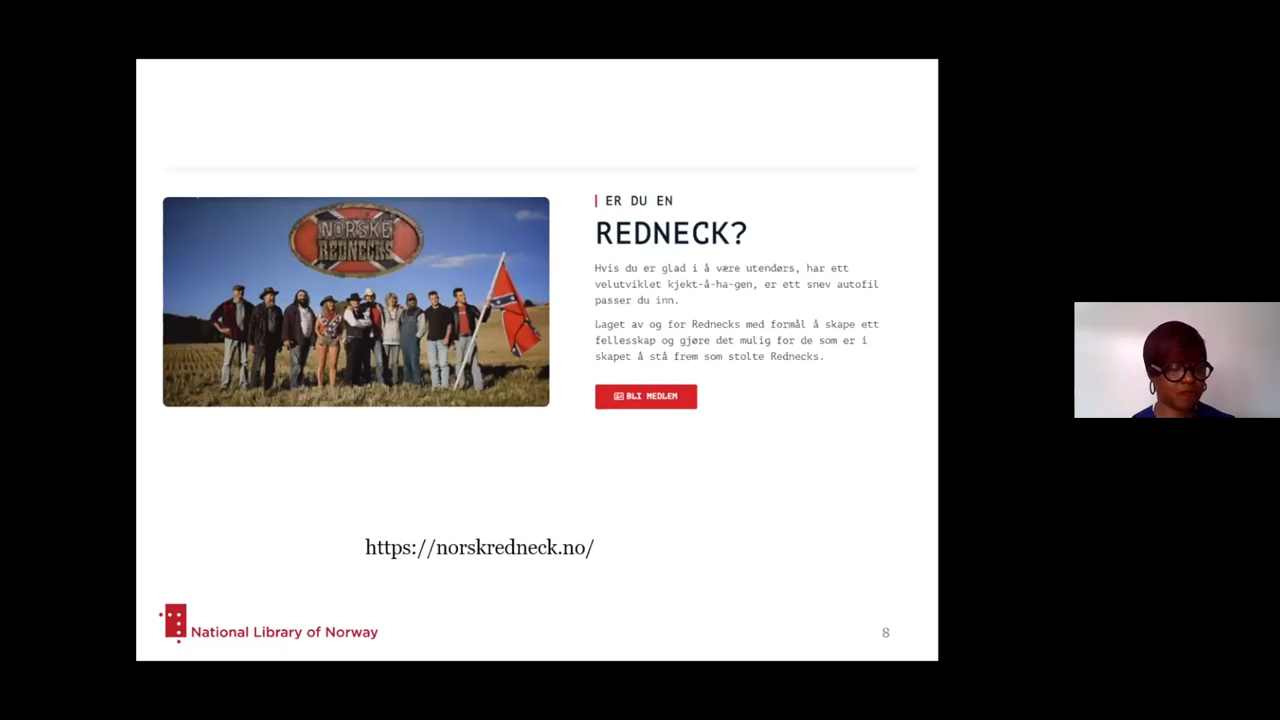 NORSKE
REDNECKS
ER DU EN
REDNECK?
Hvis du er glad i å være utendørs, har ett
velutviklet kjekt-å-ha-gen, er ett snev autofil
passer du inn.
Laget av og for Rednecks med formål å skape ett
fellesskap og gjøre det mulig for de som er i
skapet å stå frem som stolte Rednecks.
BLI MEDLEM
https://norskredneck.no/
National Library of Norway
8